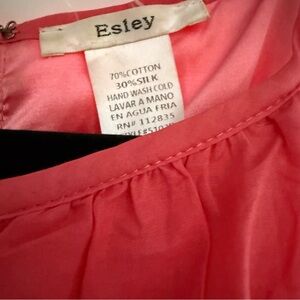 Esley
70%COTTON
30%SILK
HAND WASH COLD
LAVAR A MANO
EN AGUA FRIA
RN# 112835